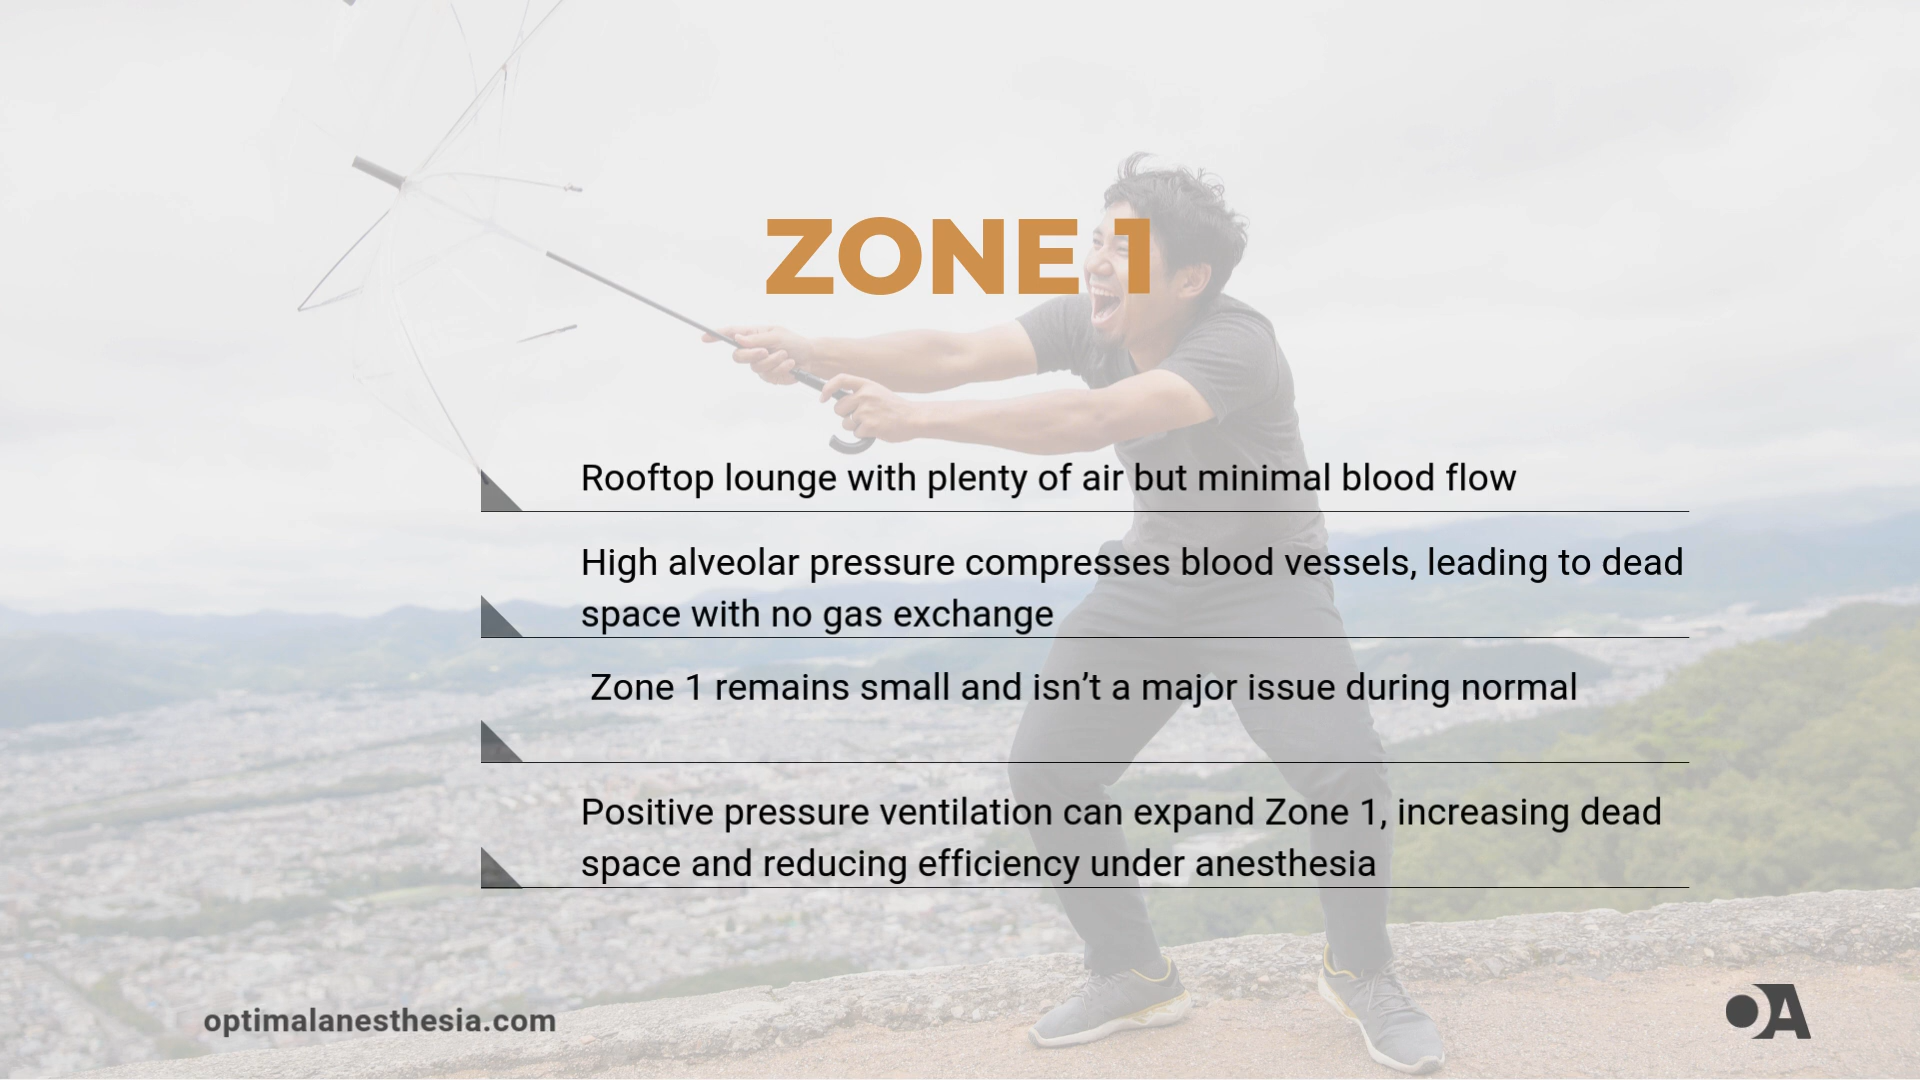 ZONE 1
Rooftop lounge with plenty of air but minimal blood flow
High alveolar pressure compresses blood vessels, leading to dead
space with no gas exchange
Zone 1 remains small and isn’t a major issue during normal
Positive pressure ventilation can expand Zone 1, increasing dead
space and reducing efficiency under anesthesia
optimalanesthesia.com
OA